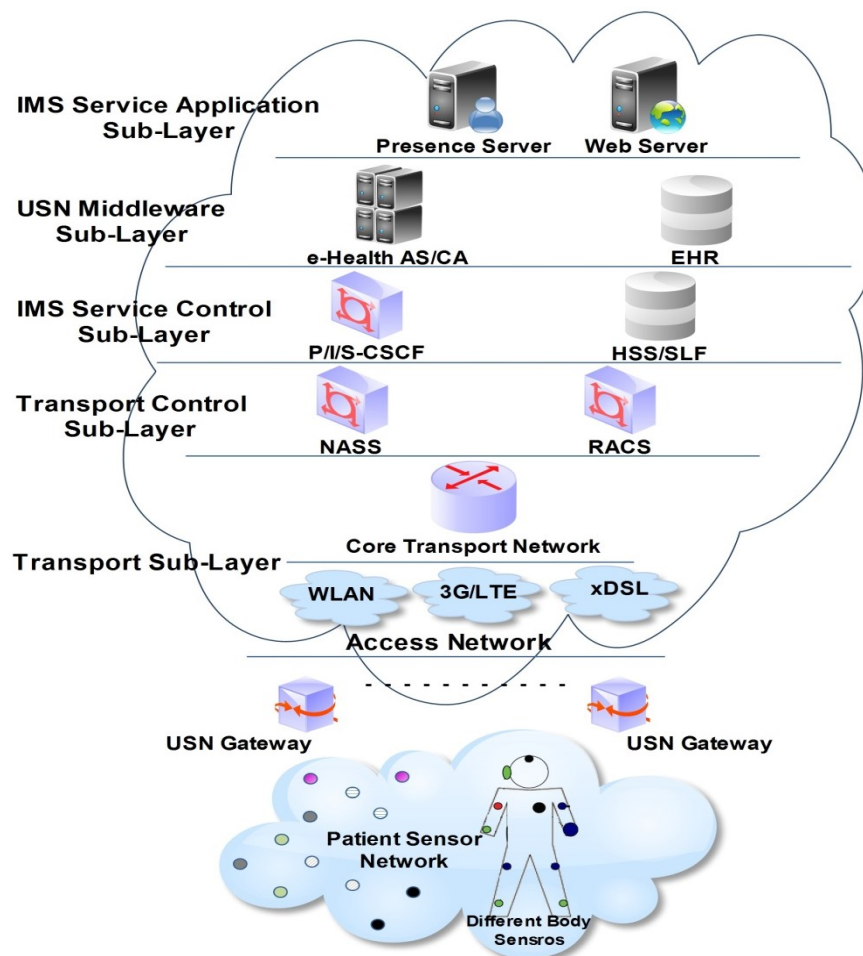 IMS Service Application
Sub-Layer
Presence Server
Web Server
USN Middleware
Sub-Layer
e-Health AS/CA
EHR
IMS Service Control
Sub-Layer
P/I/S-CSCF
HSS/SLF
Transport Control
Sub-Layer
NASS
RACS
Core Transport Network
Transport Sub-Layer
WLAN
3G/LTE
xDSL
Access Network
USN Gateway
USN Gateway
Patient Sensor
Network
Different Body
Sensros